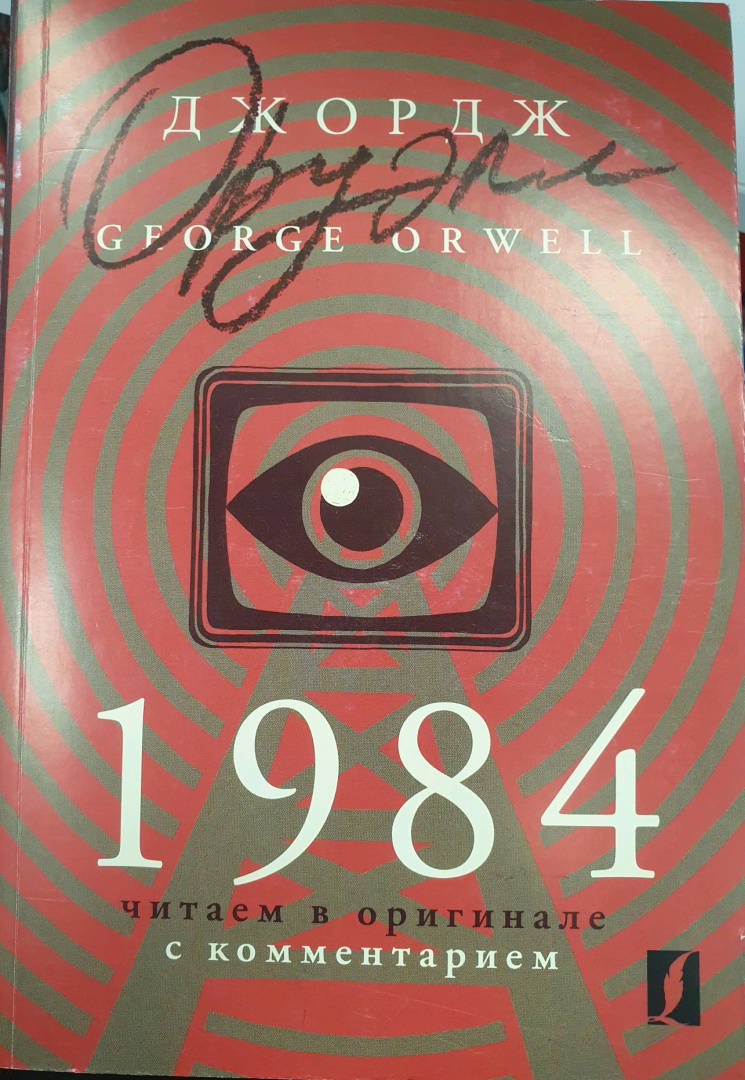 ДЖОРДЖ
Оруэлл
GEORGE ORWELL
1984
читаем в оригинале
с комментарием